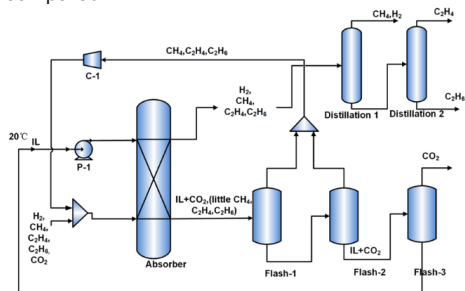 CH₄,H₂
C₂H₄
CH₄,C₂H₄,C₂H₆
C-1
H₂,
CH₄,
C₂H₄,C₂H₆
Distillation 1
Distillation 2
C₂H₆
20℃
IL
P-1
CO₂
IL+CO₂,(little CH₄,
C₂H₄,C₂H₆)
H₂,
CH₄,
C₂H₄,
C₂H₆,
CO₂
Absorber
IL+CO₂
Flash-1
Flash-2
Flash-3